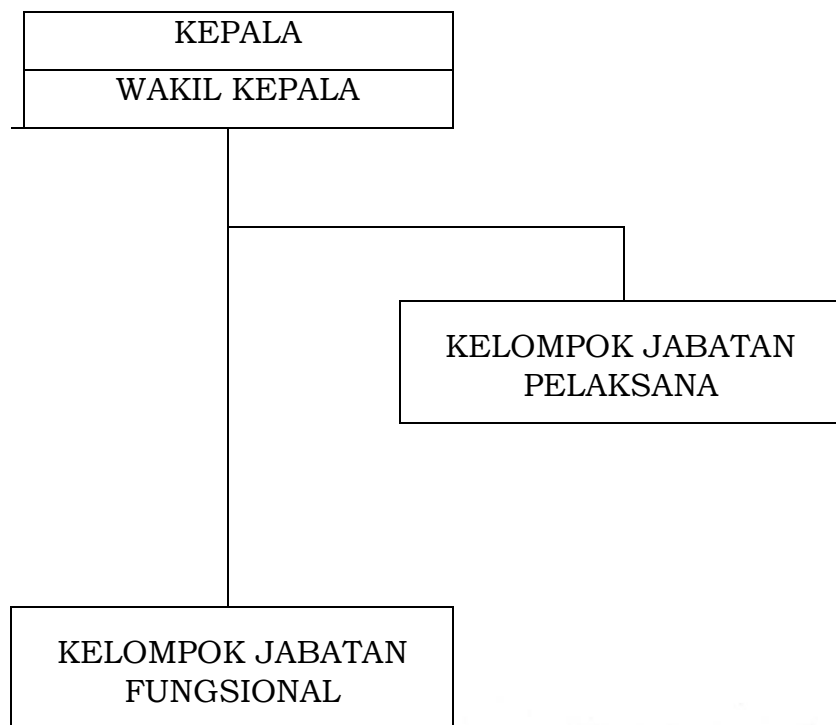 KEPALA
WAKIL KEPALA
KELOMPOK JABATAN
PELAKSANA
KELOMPOK JABATAN
FUNGSIONAL